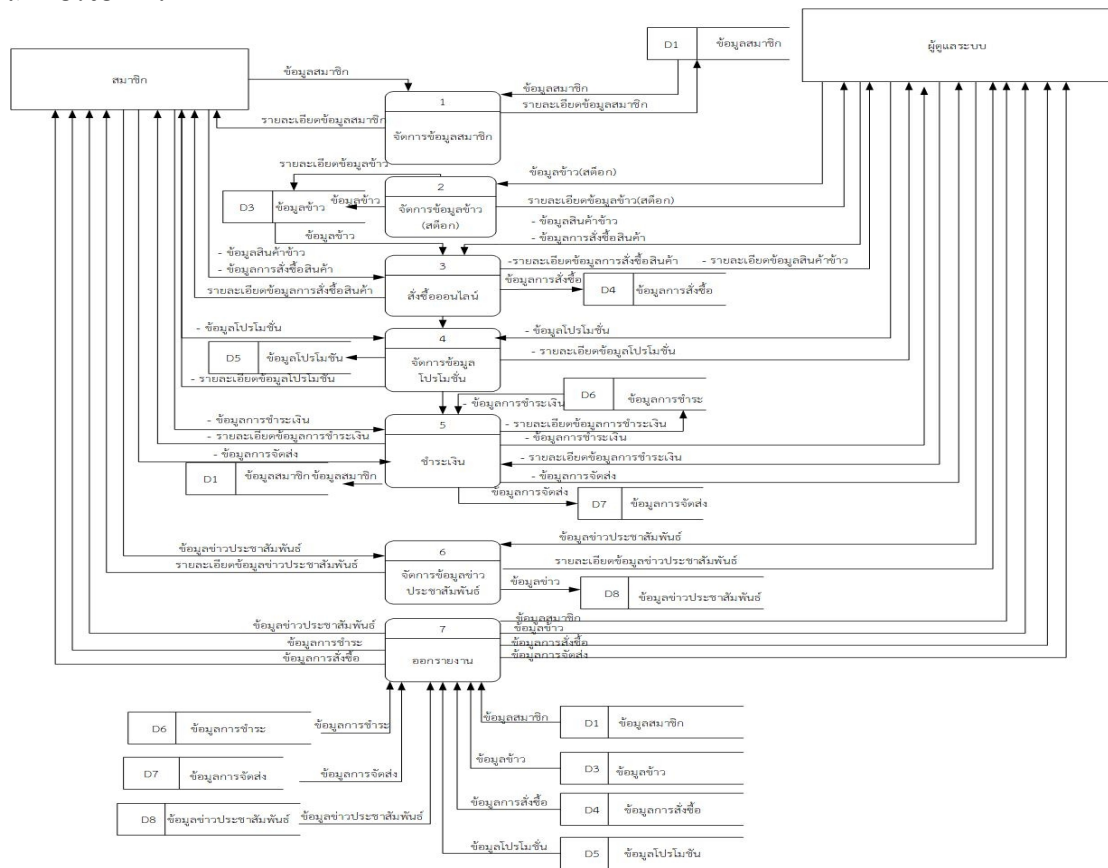 D1 ข้อมูลสมาชิก
ผู้ดูแลระบบ
สมาชิก
ข้อมูลสมาชิก
ข้อมูลสมาชิก
รายละเอียดข้อมูลสมาชิก
1
รายละเอียดข้อมูลสมาชิก
จัดการข้อมูลสมาชิก
รายละเอียดข้อมูลข้าว
ข้อมูลข้าว(สต็อก)
2
D3 ข้อมูลข้าว
ข้อมูลข้าว
จัดการข้อมูลข้าว
(สต็อก)
รายละเอียดข้อมูลข้าว(สต็อก)
- ข้อมูลสินค้าข้าว
- ข้อมูลการสั่งซื้อสินค้า
ข้อมูลข้าว
- ข้อมูลสินค้าข้าว
- ข้อมูลการสั่งซื้อสินค้า
3
-รายละเอียดข้อมูลการสั่งซื้อสินค้า
- รายละเอียดข้อมูลสินค้าข้าว
รายละเอียดข้อมูลการสั่งซื้อสินค้า
สั่งซื้อออนไลน์
ข้อมูลการสั่งซื้อ
D4 ข้อมูลการสั่งซื้อ
- ข้อมูลโปรโมชั่น
4
- ข้อมูลโปรโมชั่น
D5 ข้อมูลโปรโมชัน
จัดการข้อมูล
โปรโมชั่น
- รายละเอียดข้อมูลโปรโมชั่น
- รายละเอียดข้อมูลโปรโมชัน
- ข้อมูลการชำระเงิน
D6 ข้อมูลการชำระ
- ข้อมูลการชำระเงิน
5
- รายละเอียดข้อมูลการชำระเงิน
- รายละเอียดข้อมูลการชำระเงิน
- ข้อมูลการชำระเงิน
- ข้อมูลการจัดส่ง
ชำระเงิน
- รายละเอียดข้อมูลการชำระเงิน
D1 ข้อมูลสมาชิก
ข้อมูลสมาชิก
- ข้อมูลการจัดส่ง
ข้อมูลการจัดส่ง
D7 ข้อมูลการจัดส่ง
ข้อมูลข่าวประชาสัมพันธ์
6
ข้อมูลข่าวประชาสัมพันธ์
รายละเอียดข้อมูลข่าวประชาสัมพันธ์
จัดการข้อมูลข่าว
ประชาสัมพันธ์
รายละเอียดข้อมูลข่าวประชาสัมพันธ์
ข้อมูลข่าว
D8 ข้อมูลข่าวประชาสัมพันธ์
ข้อมูลข่าวประชาสัมพันธ์
7
ข้อมูลสมาชิก
ข้อมูลข้าว
ข้อมูลการชำระ
ออกรายงาน
ข้อมูลการสั่งซื้อ
ข้อมูลการสั่งซื้อ
ข้อมูลการจัดส่ง
D6 ข้อมูลการชำระ
ข้อมูลการชำระ
ข้อมูลสมาชิก
D1 ข้อมูลสมาชิก
D7 ข้อมูลการจัดส่ง
ข้อมูลการจัดส่ง
ข้อมูลข้าว
D3 ข้อมูลข้าว
D8 ข้อมูลข่าวประชาสัมพันธ์
ข้อมูลข่าวประชาสัมพันธ์
ข้อมูลการสั่งซื้อ
D4 ข้อมูลการสั่งซื้อ
ข้อมูลโปรโมชั่น
D5 ข้อมูลโปรโมชัน